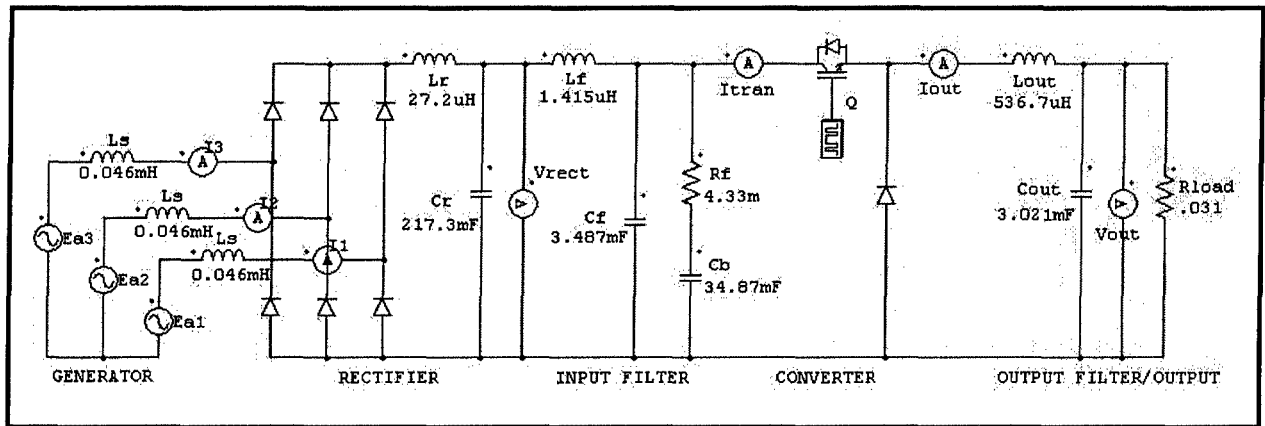 Lr
27.2uH
Lf
1.415uH
Itran
Q
Iout
Lout
536.7uH
Ls
0.046mH
I3
Ls
0.046mH
I2
Ls
0.046mH
I1
Ea3
Ea2
Ea1
Cr
217.3mF
Vrect
Cf
3.487mF
Rf
4.33m
Cb
34.87mF
Cout
3.021mF
Vout
Rload
.031
GENERATOR RECTIFIER INPUT FILTER CONVERTER OUTPUT FILTER/OUTPUT
A
A
A
A